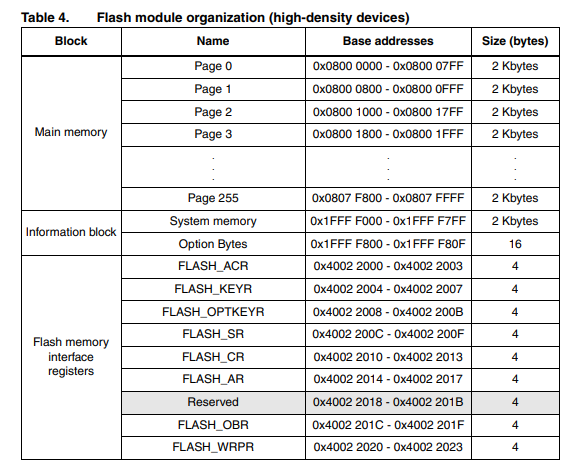 Table 4. Flash module organization (high-density devices)
Block Name Base addresses Size (bytes)
Main memory
Page 0 0x0800 0000 - 0x0800 07FF 2 Kbytes
Page 1 0x0800 0800 - 0x0800 0FFF 2 Kbytes
Page 2 0x0800 1000 - 0x0800 17FF 2 Kbytes
Page 3 0x0800 1800 - 0x0800 1FFF 2 Kbytes
. . .
. . .
. . .
Page 255 0x0807 F800 - 0x0807 FFFF 2 Kbytes
Information block
System memory 0x1FFF F000 - 0x1FFF F7FF 2 Kbytes
Option Bytes 0x1FFF F800 - 0x1FFF F80F 16
Flash memory
interface
registers
FLASH_ACR 0x4002 2000 - 0x4002 2003 4
FLASH_KEYR 0x4002 2004 - 0x4002 2007 4
FLASH_OPTKEYR 0x4002 2008 - 0x4002 200B 4
FLASH_SR 0x4002 200C - 0x4002 200F 4
FLASH_CR 0x4002 2010 - 0x4002 2013 4
FLASH_AR 0x4002 2014 - 0x4002 2017 4
Reserved 0x4002 2018 - 0x4002 201B 4
FLASH_OBR 0x4002 201C - 0x4002 201F 4
FLASH_WRPR 0x4002 2020 - 0x4002 2023 4